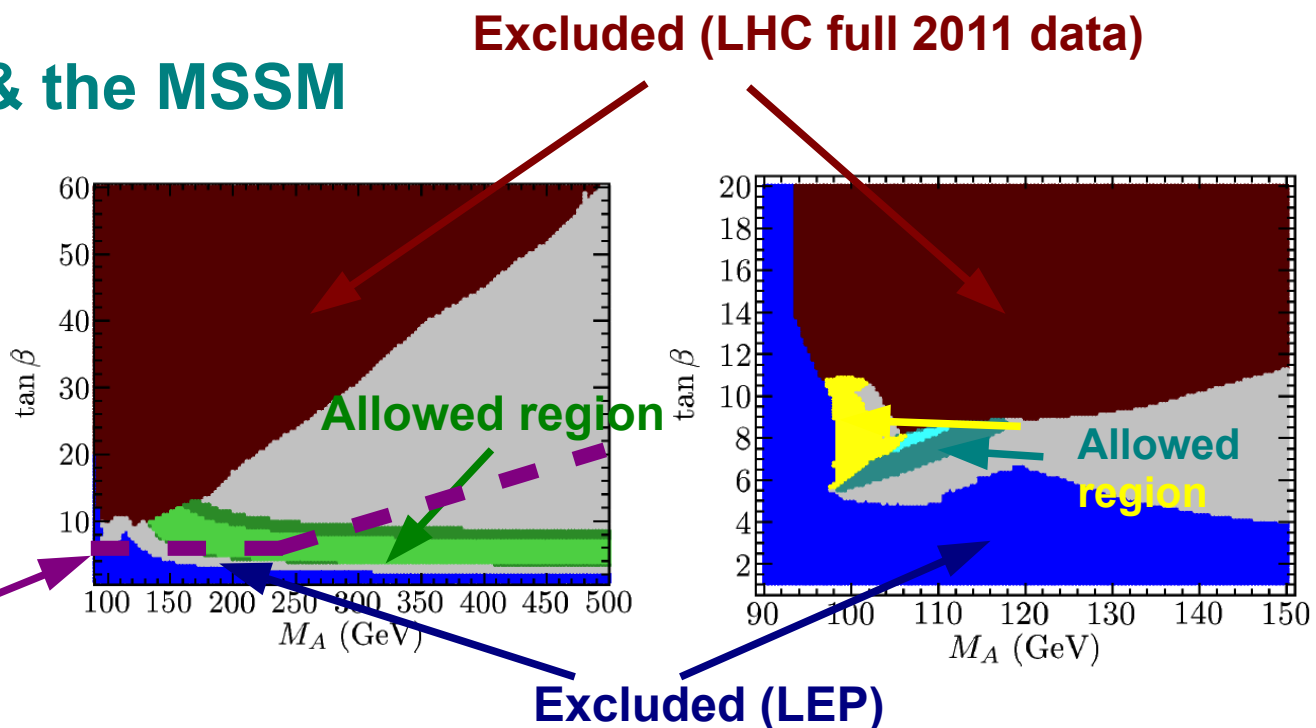 Excluded (LHC full 2011 data)
& the MSSM
60
50
40
30
20
10
tan β
100 150 200 250 300 350 400 450 500
M_A (GeV)
Allowed region
20
18
16
14
12
10
8
6
4
2
tan β
90 100 110 120 130 140 150
M_A (GeV)
Allowed
region
Excluded (LEP)